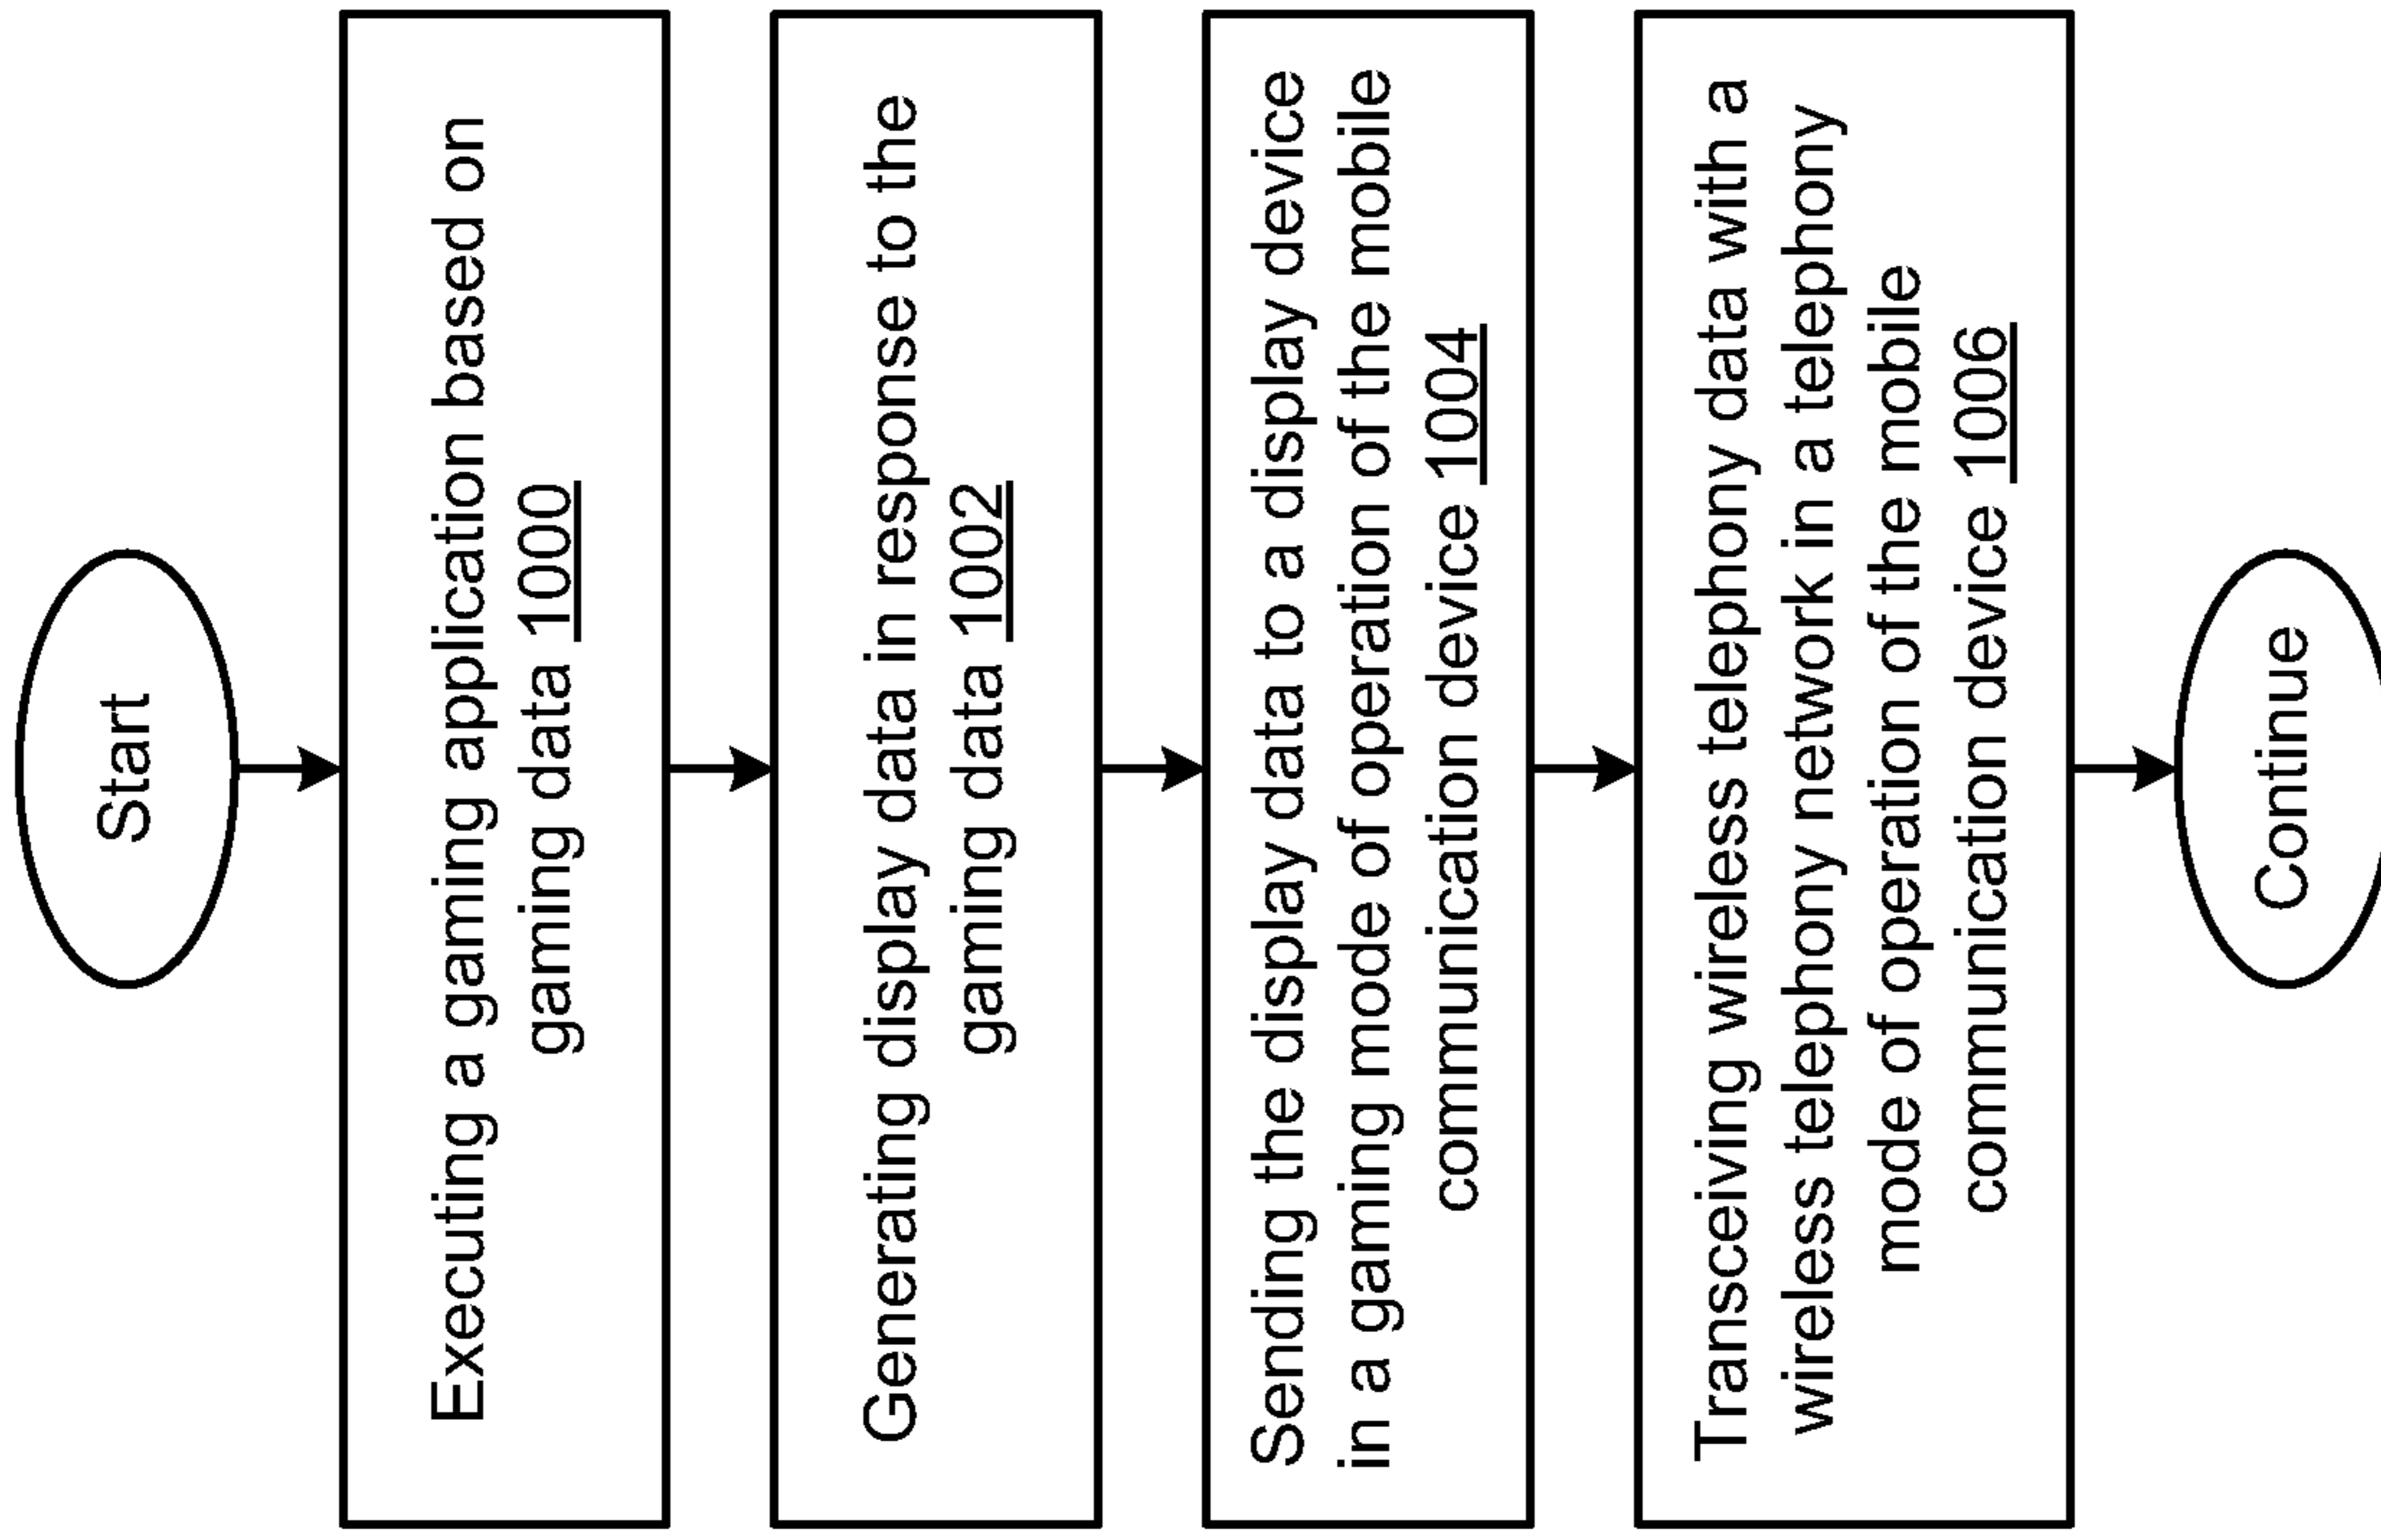 Start
Executing a gaming application based on
gaming data 1000
Generating display data in response to the
gaming data 1002
Sending the display data to a display device
in a gaming mode of operation of the mobile
communication device 1004
Transceiving wireless telephony data with a
wireless telephony network in a telephony
mode of operation of the mobile
communication device 1006
Continue